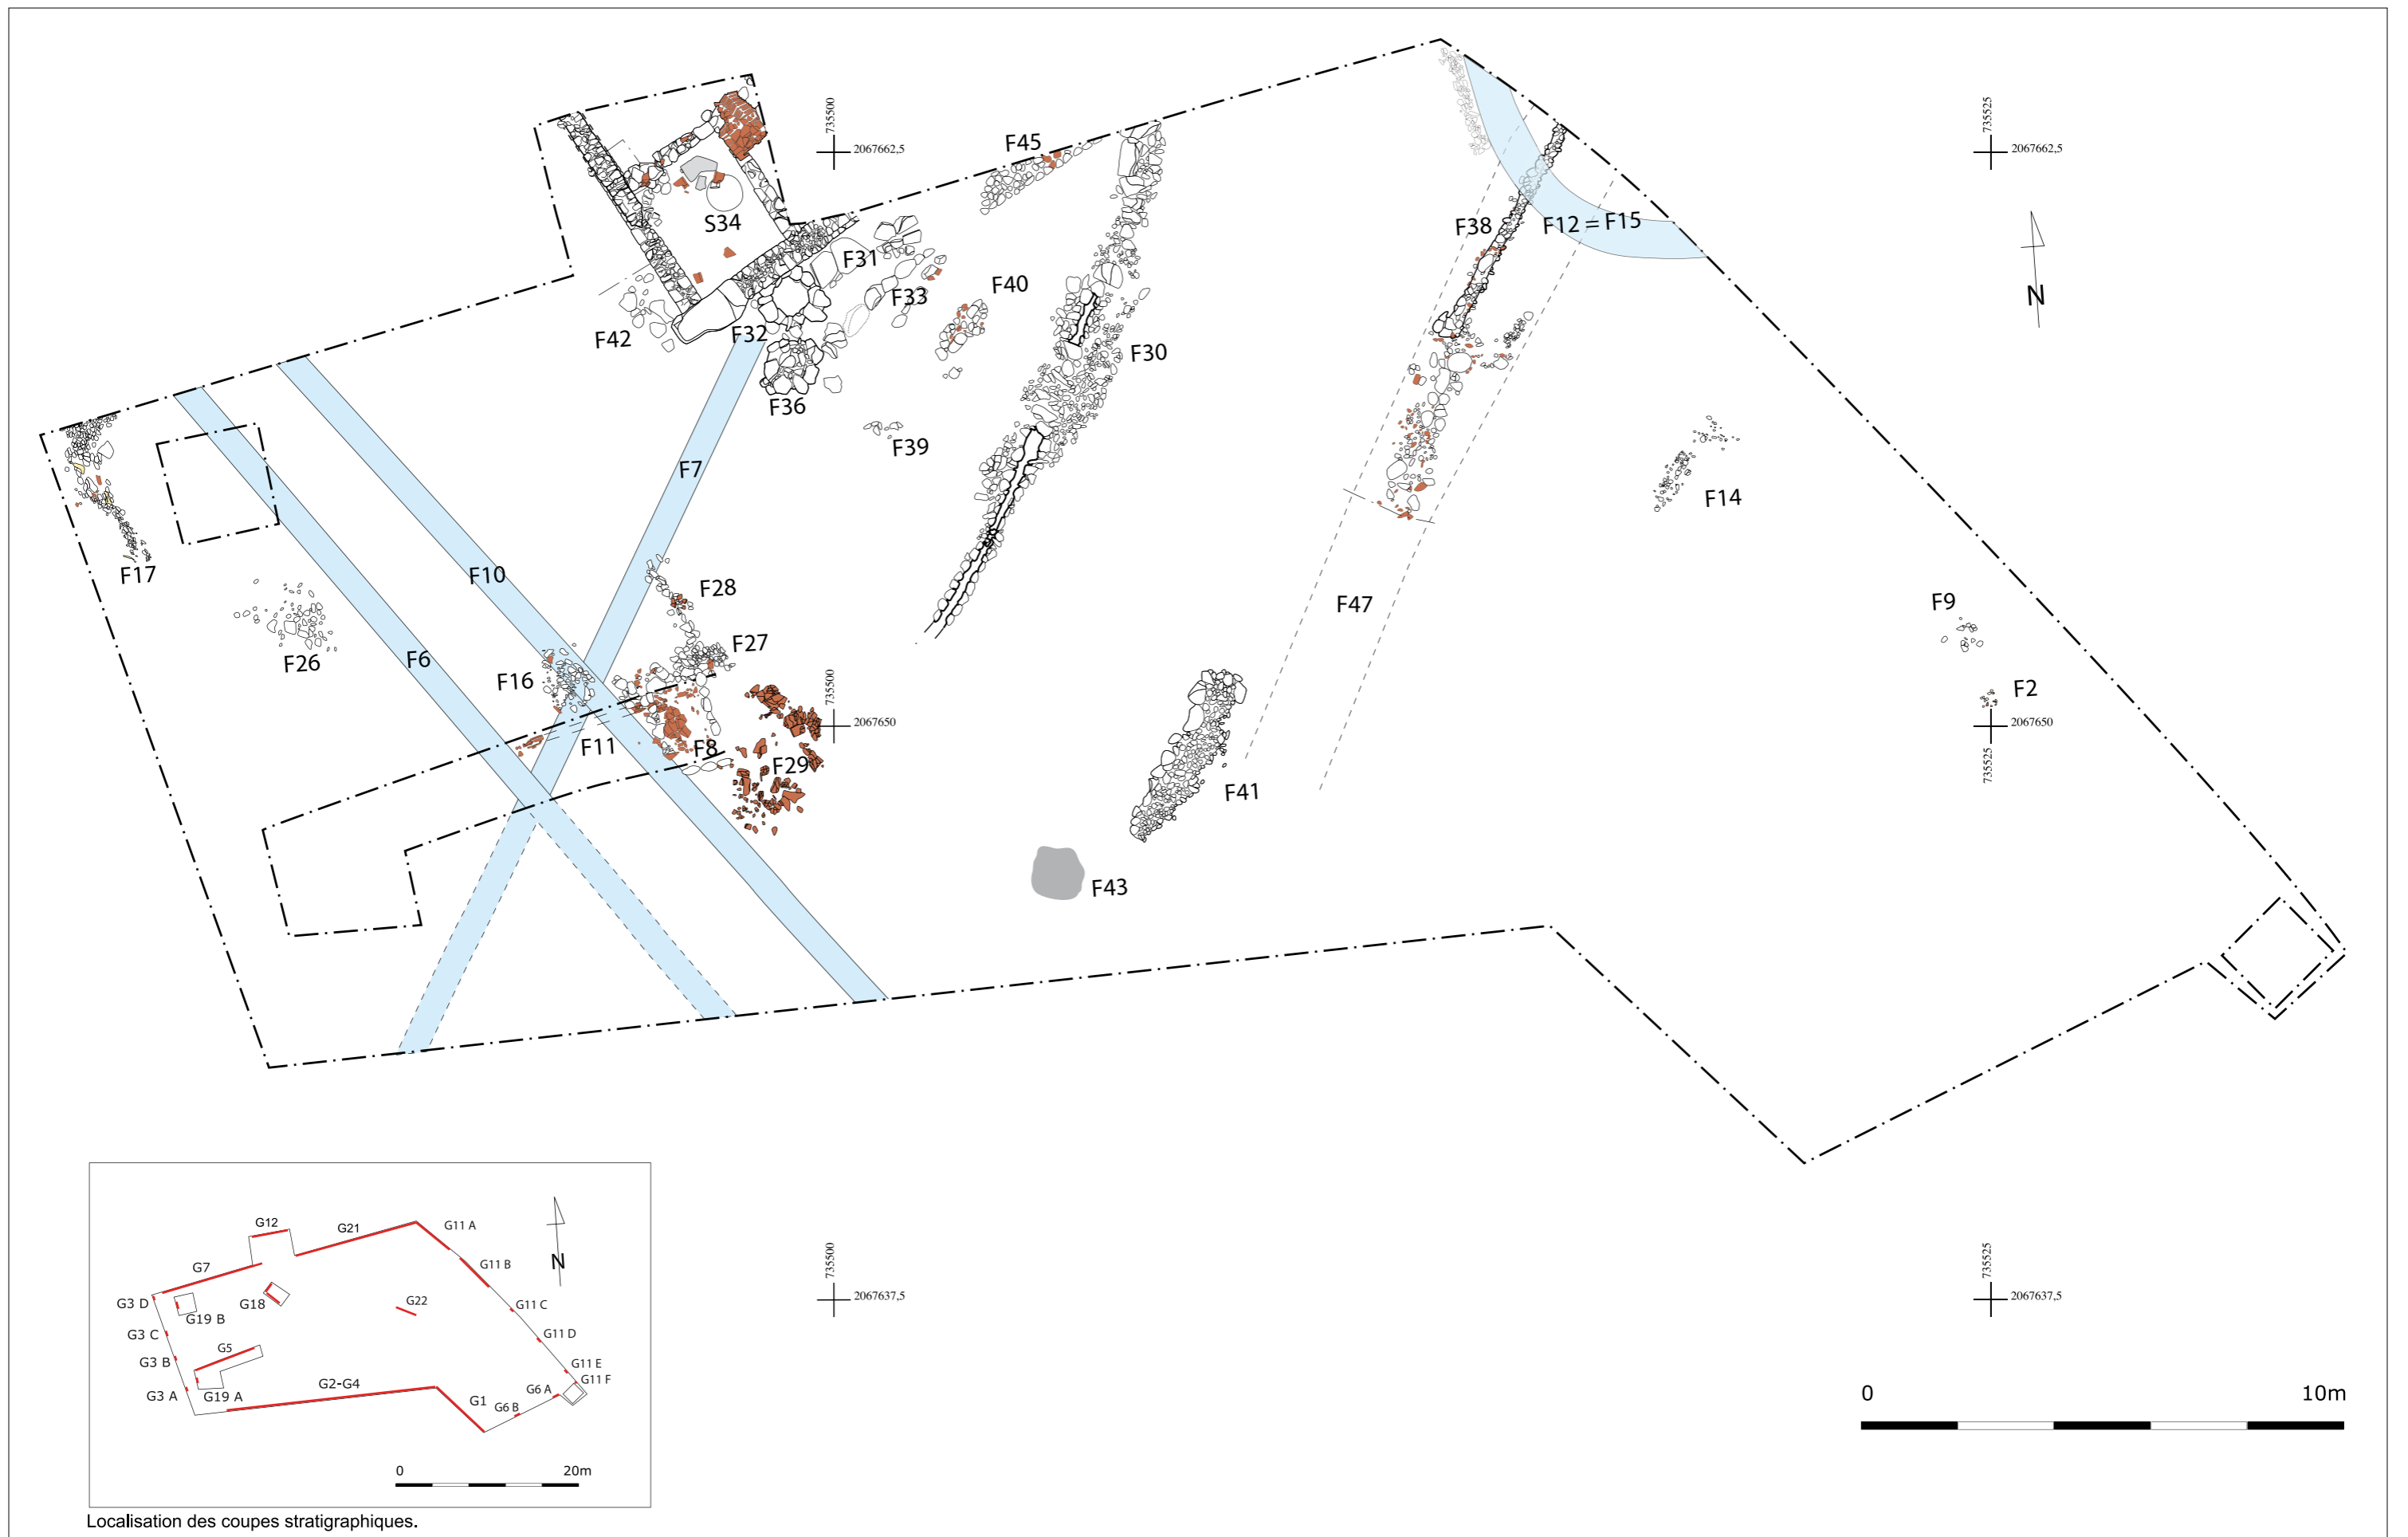 735500
2067662,5
735525
2067662,5
F45
S34
F38
F12 = F15
F31
F33
F40
F42
F32
F30
F36
F39
F7
F14
F17
F10
F28
F47
F9
F26
F6
F27
F16
F2
735500
2067650
2067650
735525
F11
F8
F29
F41
F43
N
G12
G21
G11 A
N
G7
G11 B
G3 D
G18
G22
G19 B
G11 C
G3 C
G11 D
G5
G3 B
G11 E
G11 F
G3 A
G19 A
G2-G4
G6 A
G1
G6 B
0
20m
Localisation des coupes stratigraphiques.
735500
2067637,5
735525
2067637,5
0
10m